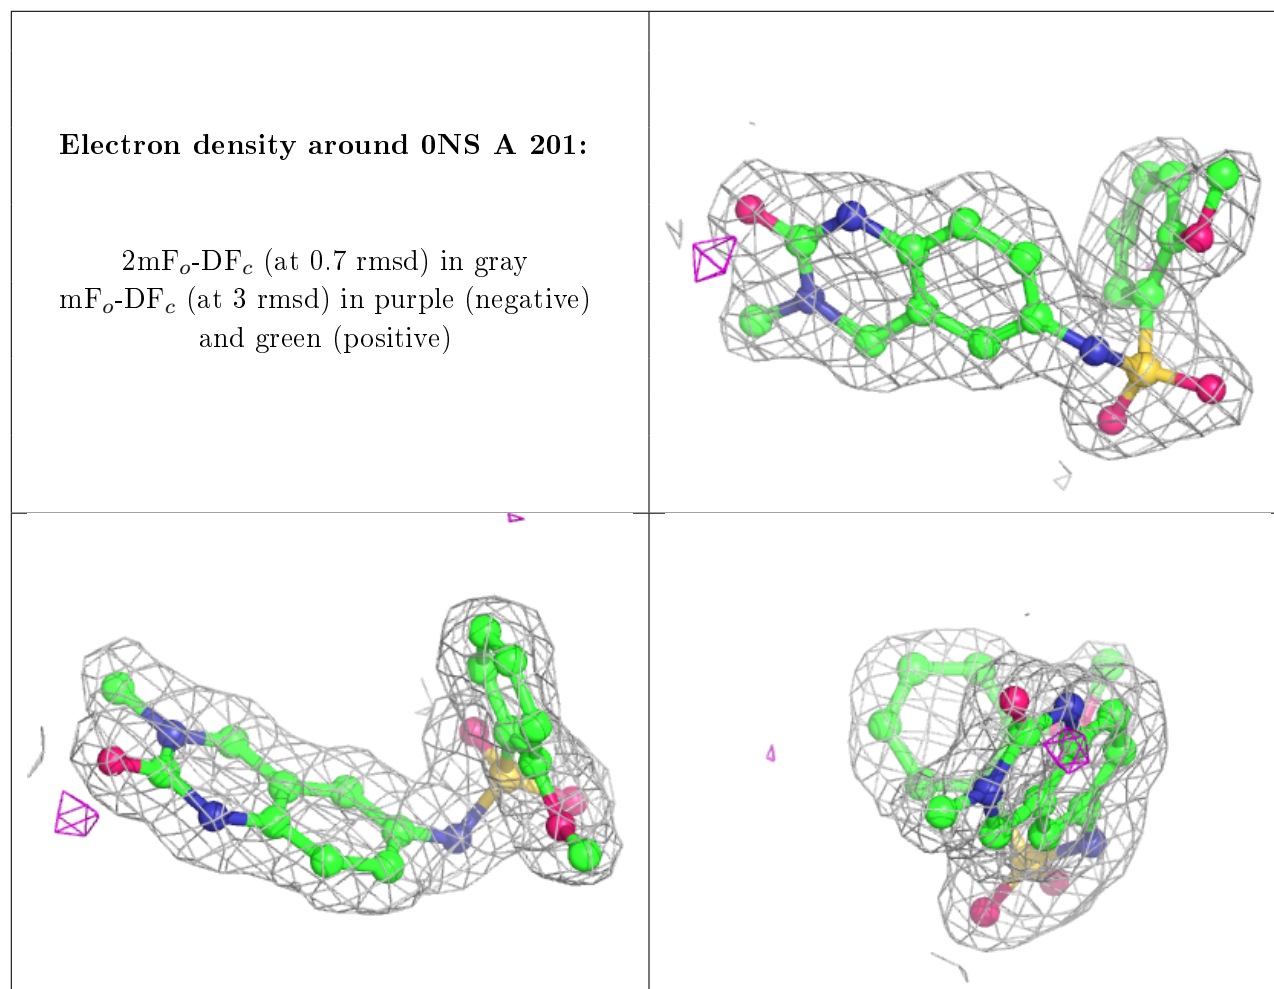 Electron density around 0NS A 201:
2mFₒ-DF𝒸 (at 0.7 rmsd) in gray
mFₒ-DF𝒸 (at 3 rmsd) in purple (negative)
and green (positive)